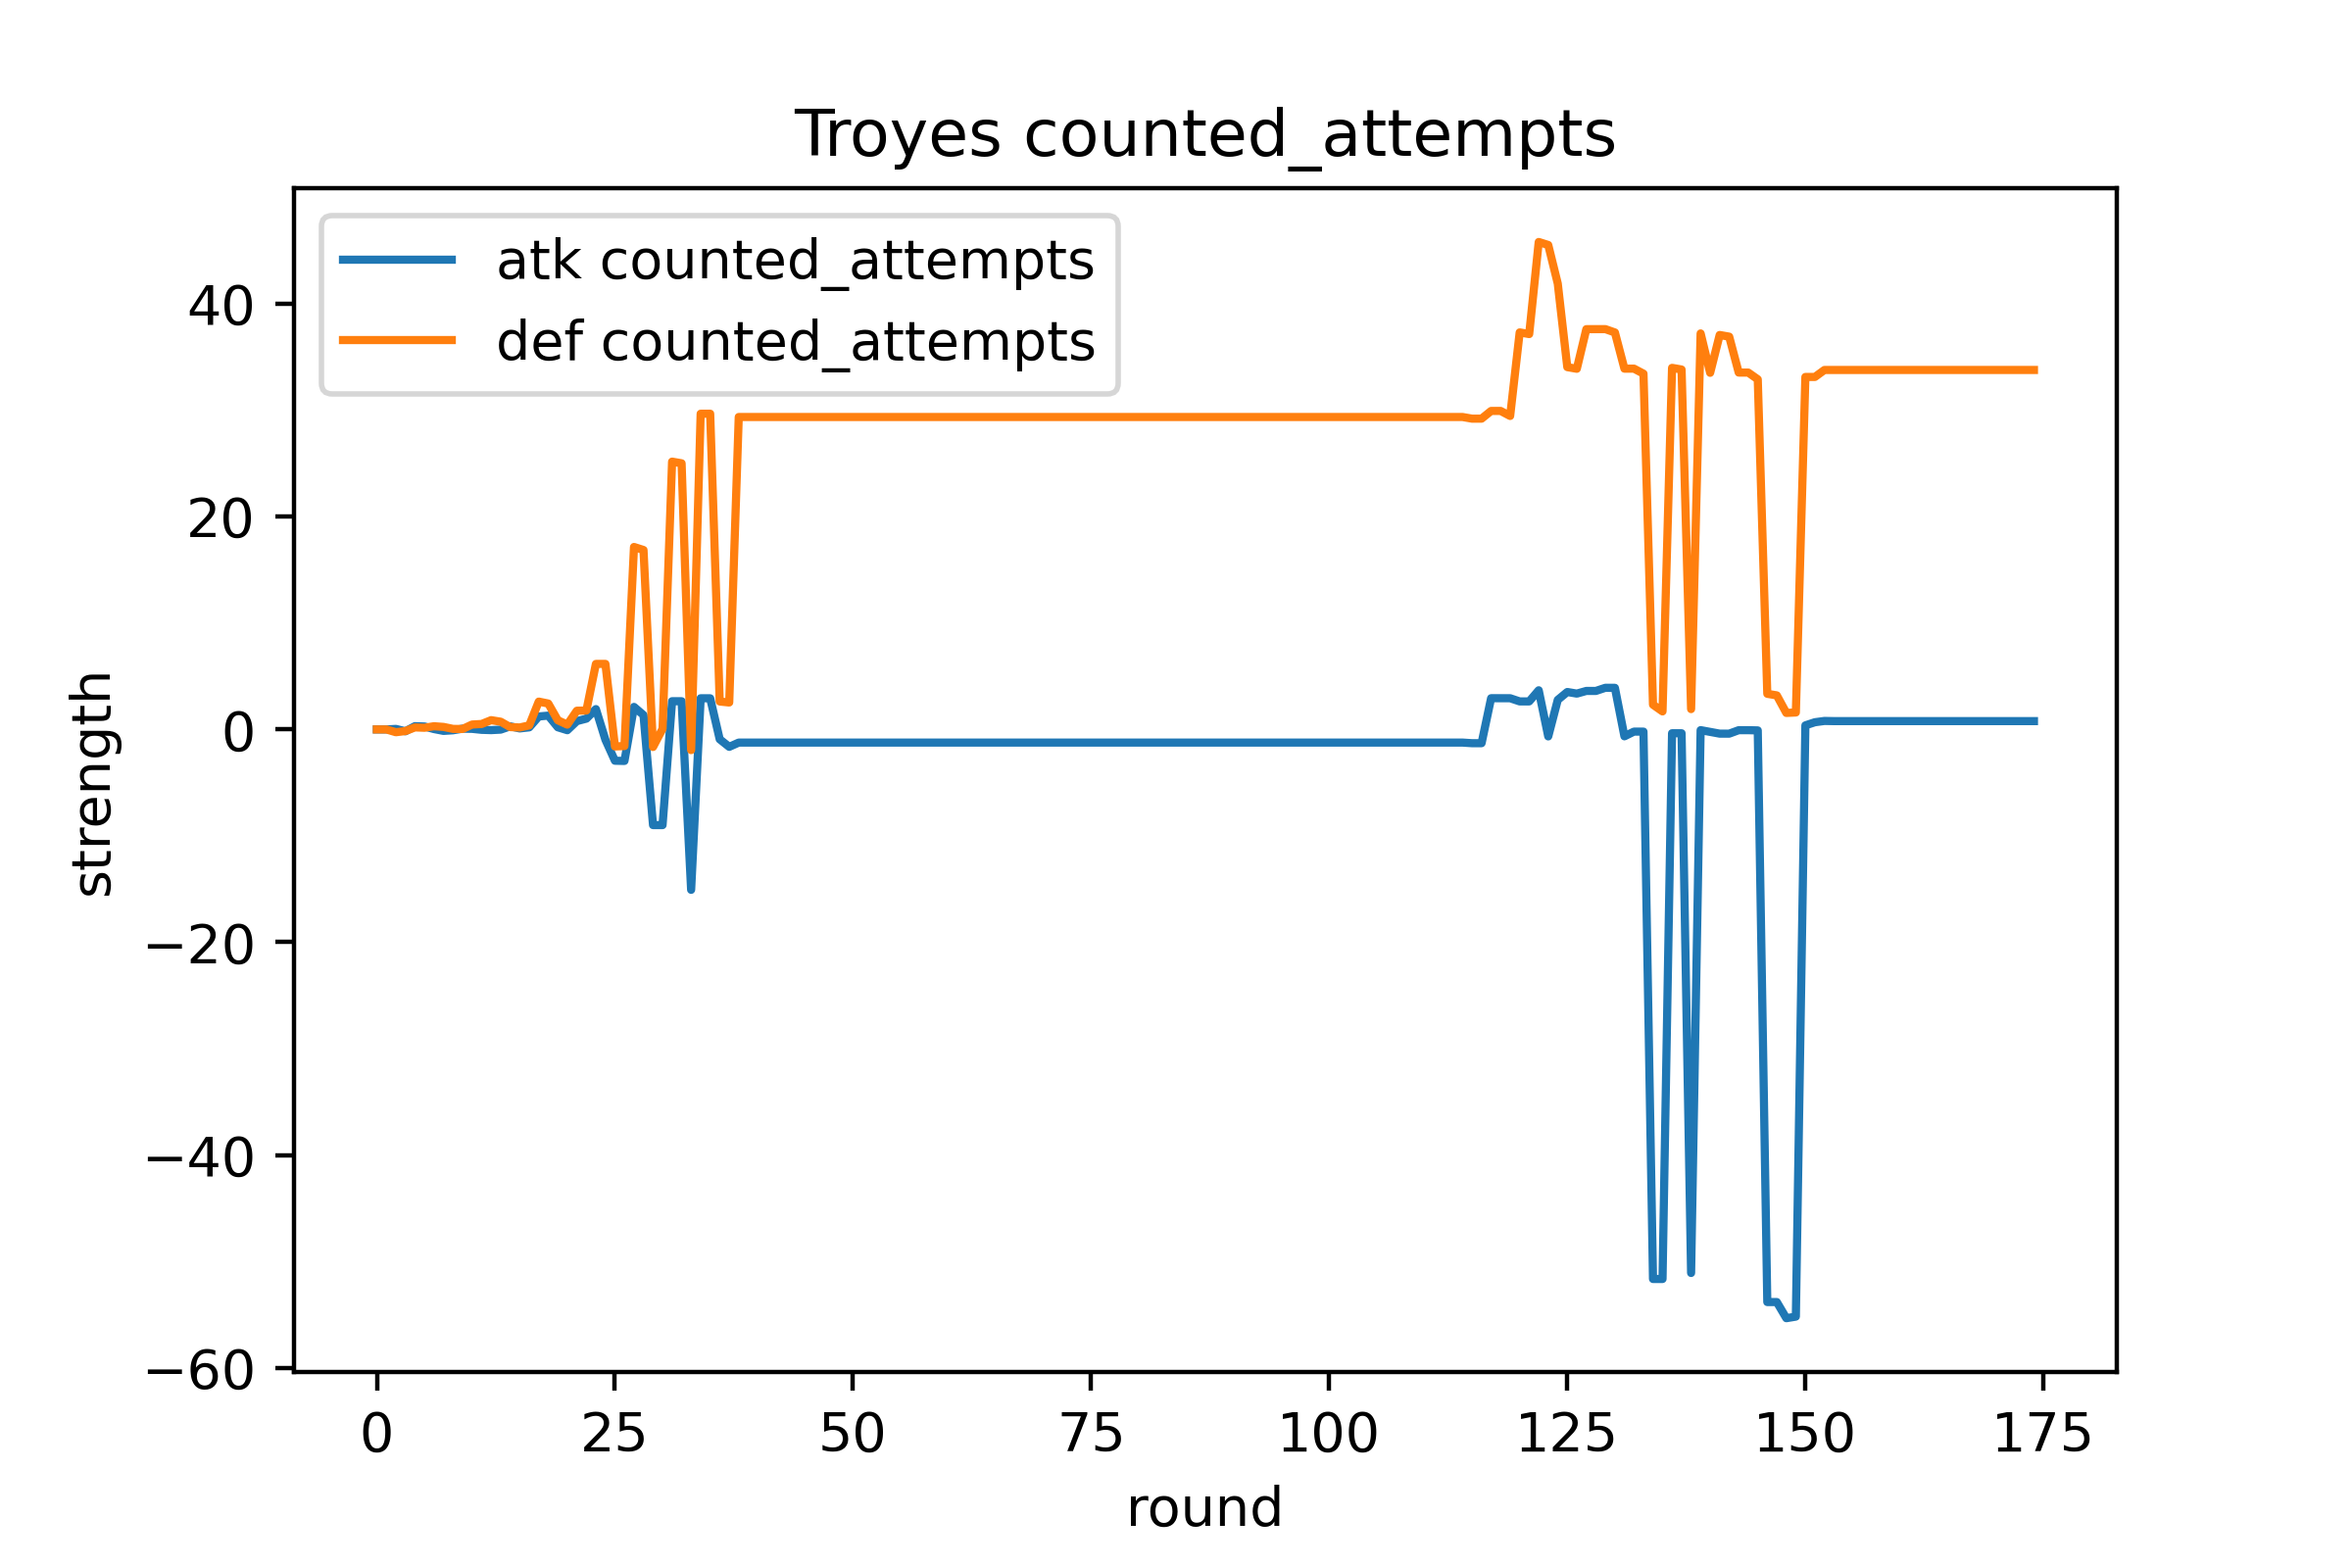 Troyes counted_attempts
atk counted_attempts
def counted_attempts
strength
40
20
0
−20
−40
−60
0 25 50 75 100 125 150 175
round